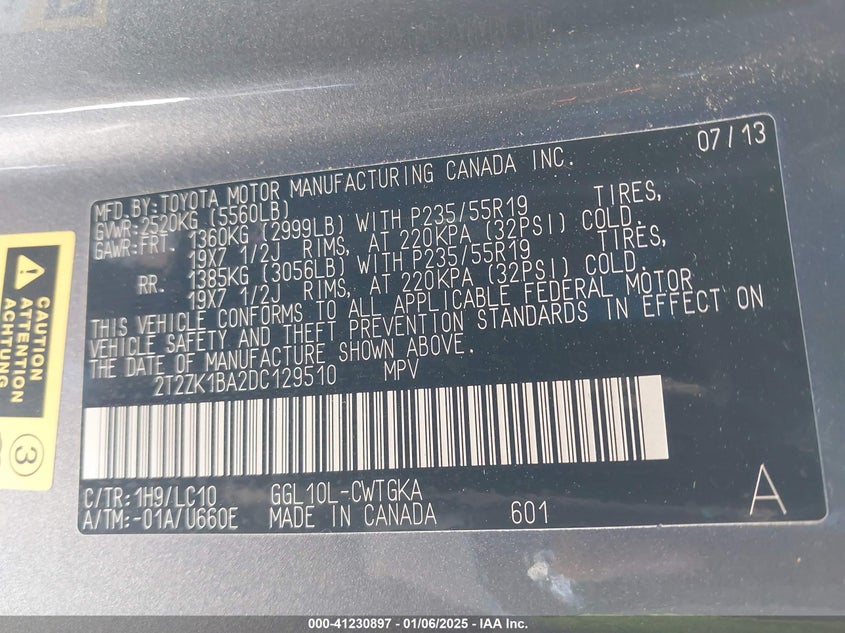 07/13
MFD.BY:TOYOTA MOTOR MANUFACTURING CANADA INC.
GVWR:2520KG (5560LB)
GAWR:FRT. 1360KG (2999LB) WITH P235/55R19 TIRES,
19X7 1/2J RIMS, AT 220KPA (32PSI) COLD.
RR. 1385KG (3056LB) WITH P235/55R19 TIRES,
19X7 1/2J RIMS, AT 220KPA (32PSI) COLD.
THIS VEHICLE CONFORMS TO ALL APPLICABLE FEDERAL MOTOR
VEHICLE SAFETY AND THEFT PREVENTION STANDARDS IN EFFECT ON
THE DATE OF MANUFACTURE SHOWN ABOVE.
2T2ZK1BA2DC129510 MPV
C/TR:1H9/LC10 GGL10L-CWTGKA
A/TM:-01A/U660E MADE IN CANADA 601
A
CAUTION
ATTENTION
ACHTUNG
3
000-41230897 - 01/06/2025 - IAA Inc.